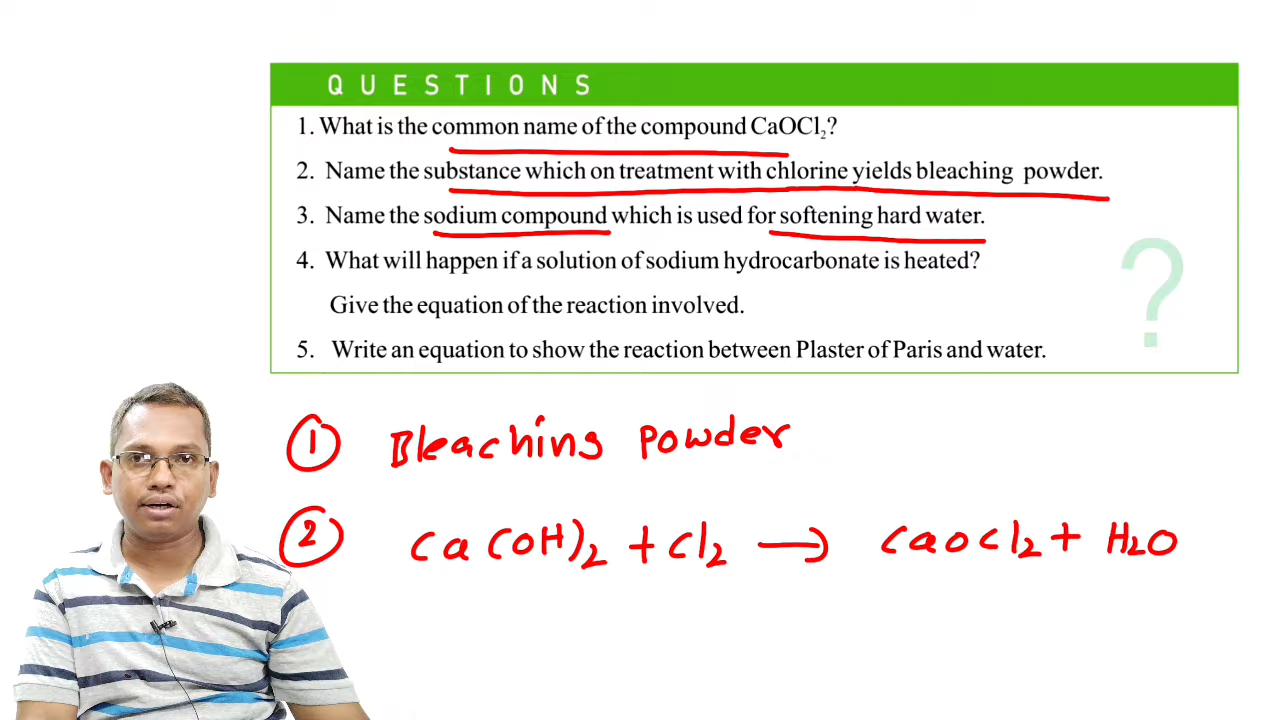 QUESTIONS
1. What is the common name of the compound CaOCl₂?
2. Name the substance which on treatment with chlorine yields bleaching powder.
3. Name the sodium compound which is used for softening hard water.
4. What will happen if a solution of sodium hydrocarbonate is heated?
Give the equation of the reaction involved.
5. Write an equation to show the reaction between Plaster of Paris and water.
?
① Bleaching Powder
② Ca(OH)₂ + Cl₂ → CaOCl₂ + H₂O